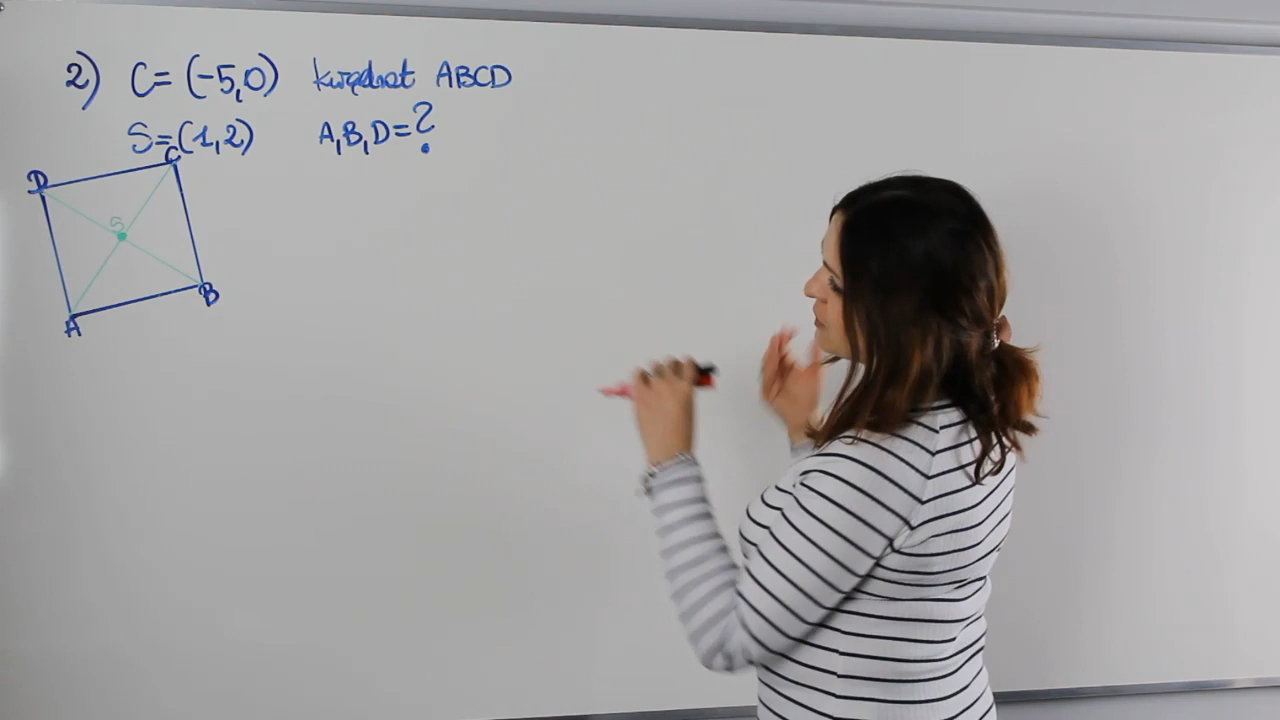 2) C = (-5,0) kwadrat ABCD
S = (1,2) A,B,D = ?
D
C
S
B
A